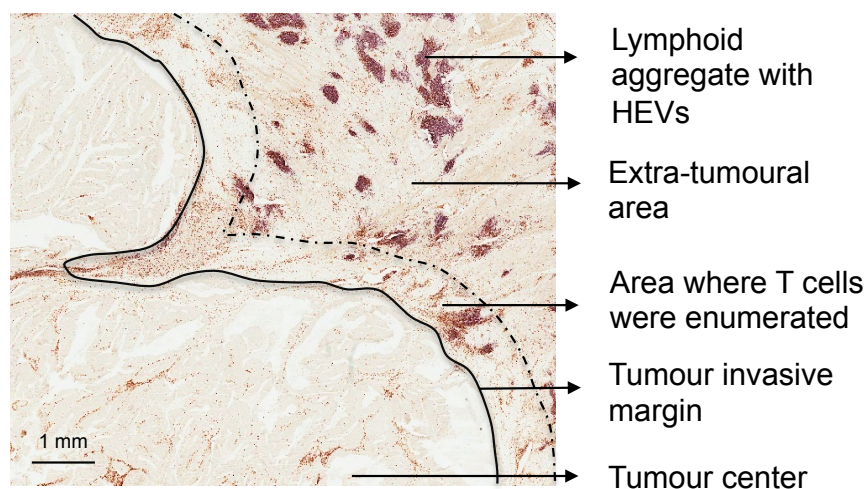 Lymphoid
aggregate with
HEVs
Extra-tumoural
area
Area where T cells
were enumerated
Tumour invasive
margin
1 mm
Tumour center